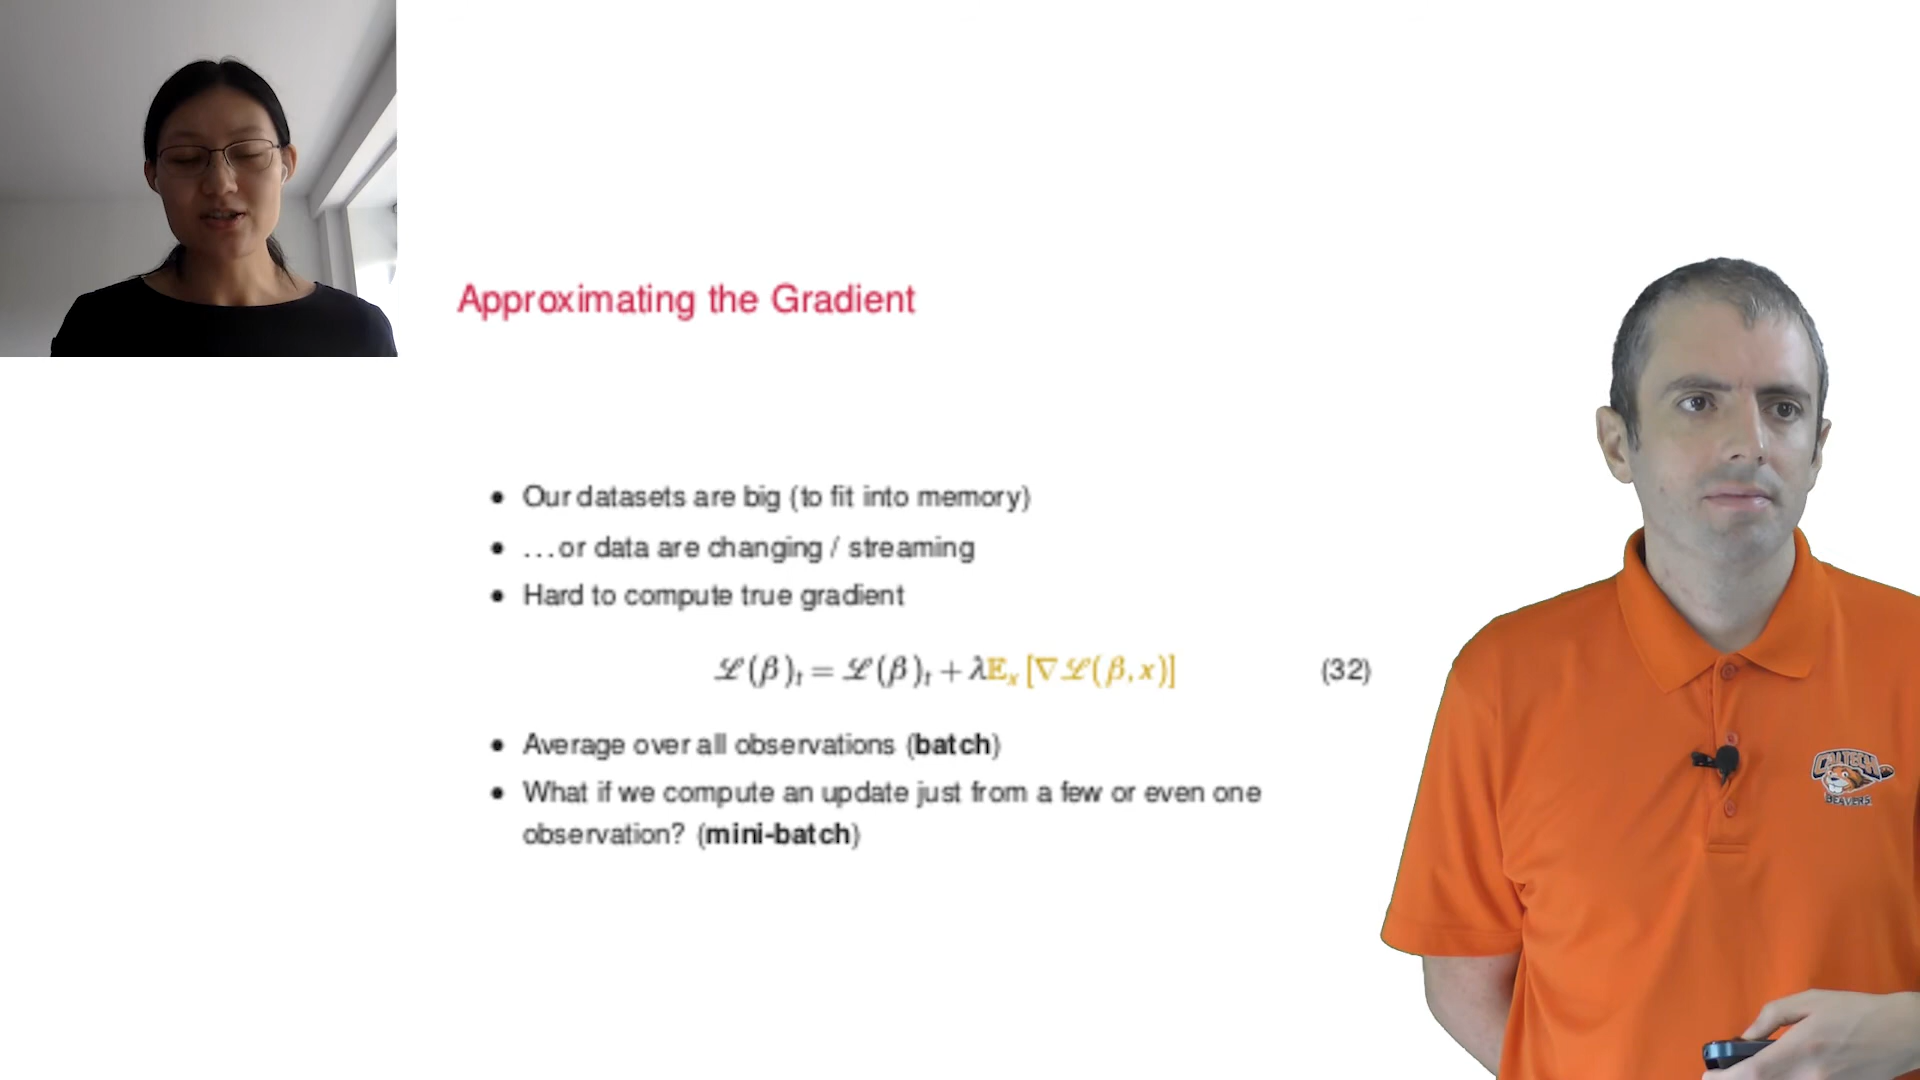 Approximating the Gradient
• Our datasets are big (to fit into memory)
• ...or data are changing / streaming
• Hard to compute true gradient
ℒ(β)ₜ = ℒ(β)ₜ + λ𝔼ₓ[∇ℒ(β, x)] (32)
• Average over all observations (batch)
• What if we compute an update just from a few or even one
observation? (mini-batch)
CALTECH
BEAVERS